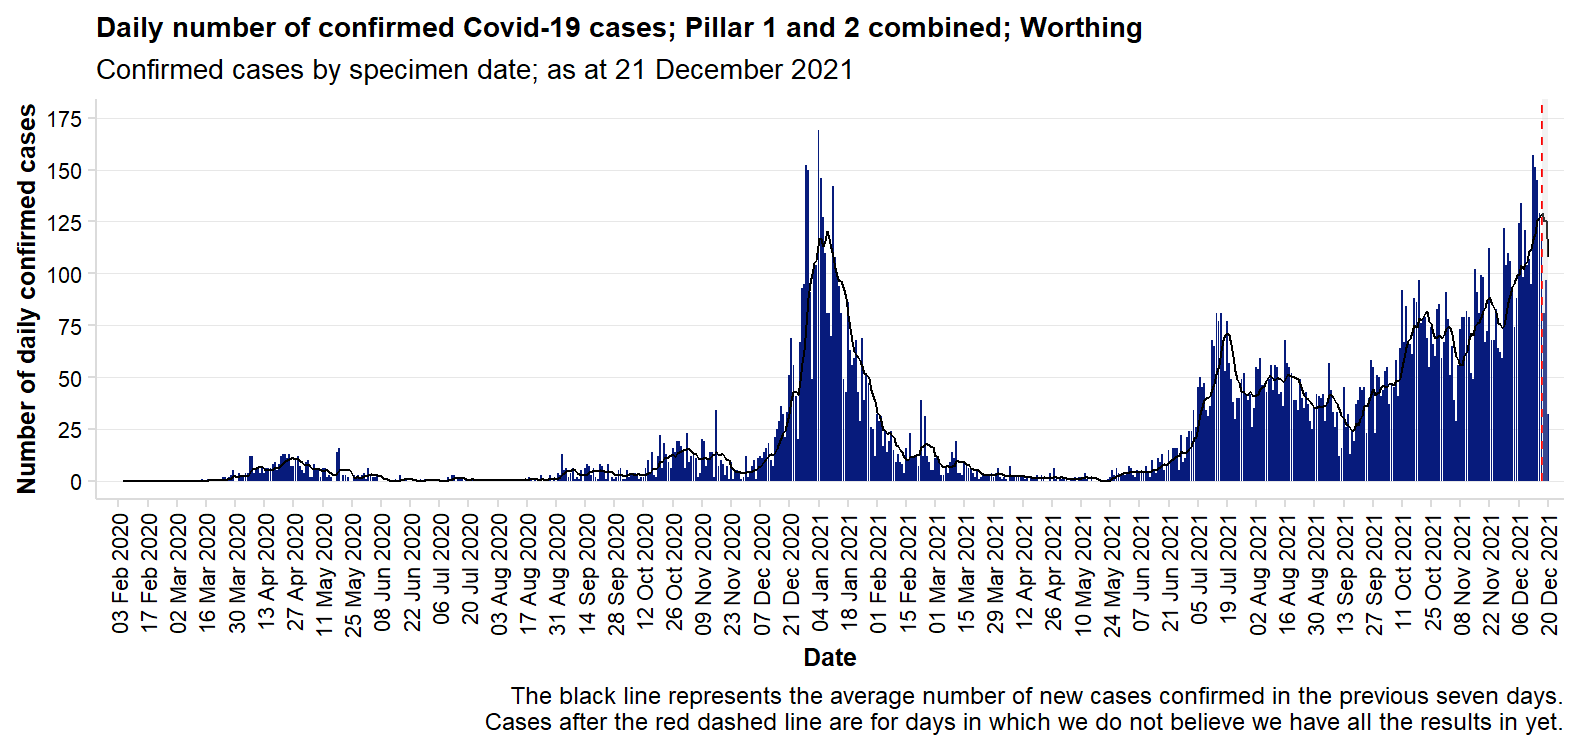 Daily number of confirmed Covid-19 cases; Pillar 1 and 2 combined; Worthing
Confirmed cases by specimen date; as at 21 December 2021
Number of daily confirmed cases
175
150
125
100
75
50
25
0
03 Feb 2020
17 Feb 2020
02 Mar 2020
16 Mar 2020
30 Mar 2020
13 Apr 2020
27 Apr 2020
11 May 2020
25 May 2020
08 Jun 2020
22 Jun 2020
06 Jul 2020
20 Jul 2020
03 Aug 2020
17 Aug 2020
31 Aug 2020
14 Sep 2020
28 Sep 2020
12 Oct 2020
26 Oct 2020
09 Nov 2020
23 Nov 2020
07 Dec 2020
21 Dec 2020
04 Jan 2021
18 Jan 2021
01 Feb 2021
15 Feb 2021
01 Mar 2021
15 Mar 2021
29 Mar 2021
12 Apr 2021
26 Apr 2021
10 May 2021
24 May 2021
07 Jun 2021
21 Jun 2021
05 Jul 2021
19 Jul 2021
02 Aug 2021
16 Aug 2021
30 Aug 2021
13 Sep 2021
27 Sep 2021
11 Oct 2021
25 Oct 2021
08 Nov 2021
22 Nov 2021
06 Dec 2021
20 Dec 2021
Date
The black line represents the average number of new cases confirmed in the previous seven days.
Cases after the red dashed line are for days in which we do not believe we have all the results in yet.